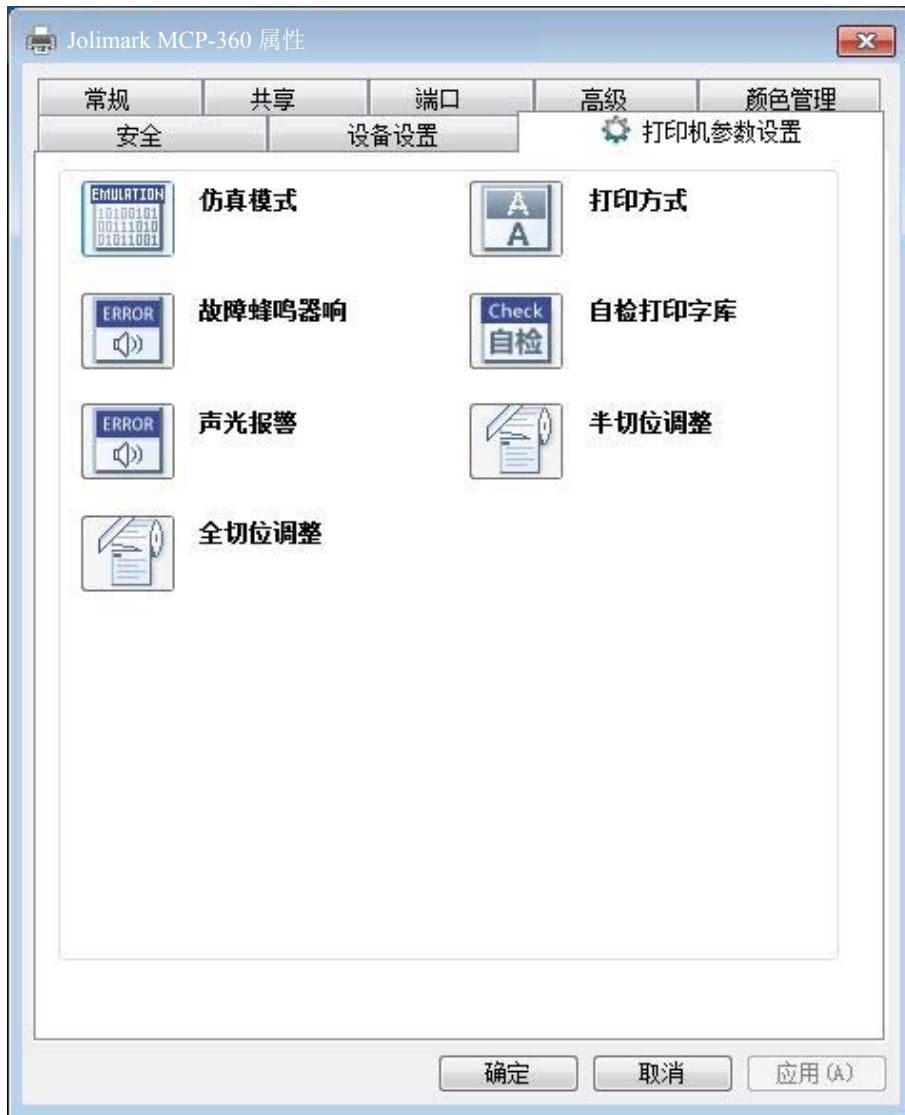 Jolimark MCP-360 属性
常规 共享 端口 高级 颜色管理
安全 设备设置 打印机参数设置
EMULATION
10100101
00111010
01011001
仿真模式
A
A
打印方式
ERROR
故障蜂鸣器响
Check
自检
自检打印字库
ERROR
声光报警
半切位调整
全切位调整
确定 取消 应用(A)